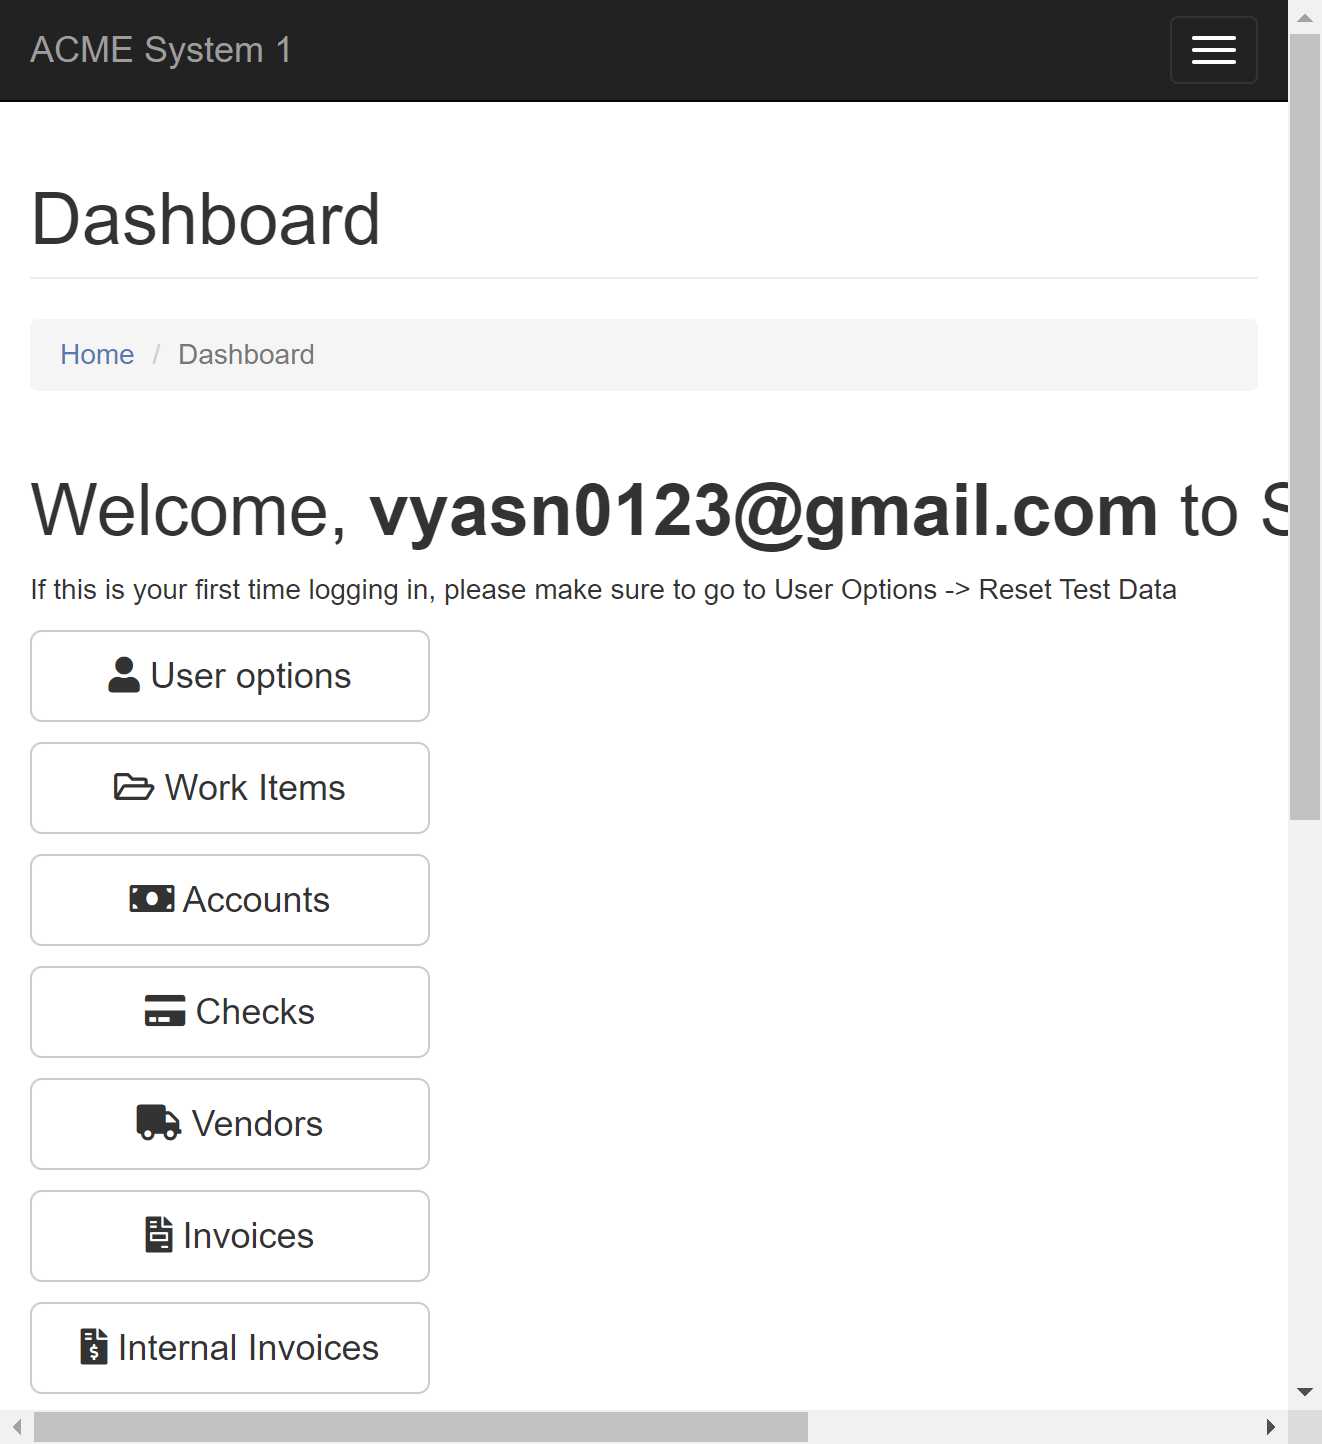 ACME System 1
Dashboard
Home / Dashboard
Welcome, vyasn0123@gmail.com to
If this is your first time logging in, please make sure to go to User Options -> Reset Test Data
User options
Work Items
Accounts
Checks
Vendors
Invoices
Internal Invoices